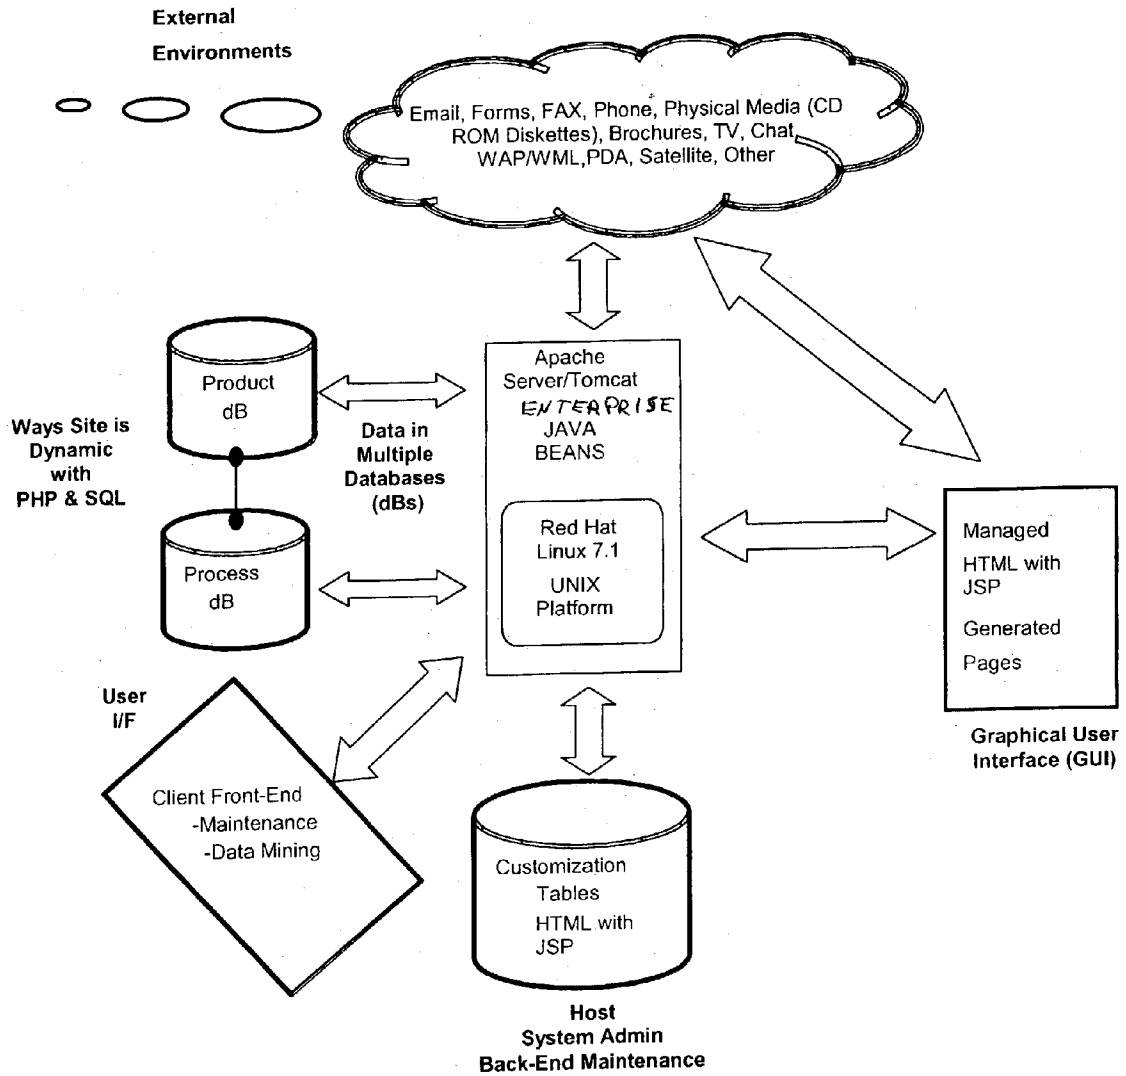 External
Environments
Email, Forms, FAX, Phone, Physical Media (CD
ROM Diskettes), Brochures, TV, Chat
WAP/WML,PDA, Satellite, Other
Apache
Server/Tomcat
ENTERPRISE
JAVA
BEANS
Red Hat
Linux 7.1
UNIX
Platform
Product
dB
Ways Site is
Dynamic
with
PHP & SQL
Data in
Multiple
Databases
(dBs)
Process
dB
Managed
HTML with
JSP
Generated
Pages
Graphical User
Interface (GUI)
User
I/F
Client Front-End
-Maintenance
-Data Mining
Customization
Tables
HTML with
JSP
Host
System Admin
Back-End Maintenance